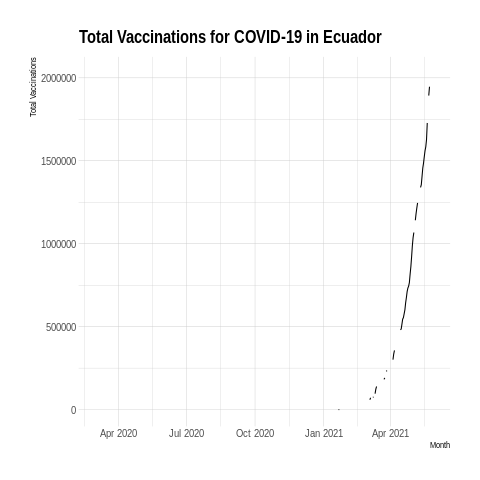 Total Vaccinations for COVID-19 in Ecuador
Total Vaccinations
2000000
1500000
1000000
500000
0
Apr 2020 Jul 2020 Oct 2020 Jan 2021 Apr 2021
Month